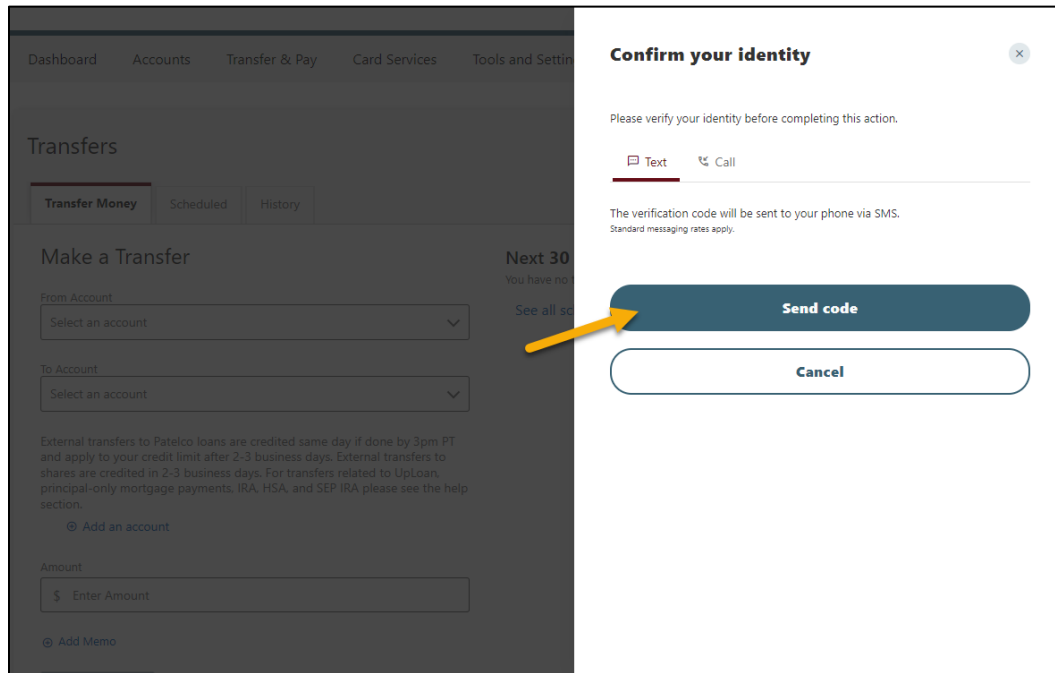 Dashboard Accounts Transfer & Pay Card Services Tools and Settin
Transfers
Transfer Money Scheduled History
Make a Transfer
From Account
Select an account
To Account
Select an account
External transfers to Patelco loans are credited same day if done by 3pm PT
and apply to your credit limit after 2-3 business days. External transfers to
shares are credited in 2-3 business days. For transfers related to UpLoan,
principal-only mortgage payments, IRA, HSA, and SEP IRA please see the help
section.
Add an account
Amount
$ Enter Amount
Add Memo
Next 30
You have no
See all sc
Confirm your identity
Please verify your identity before completing this action.
Text Call
The verification code will be sent to your phone via SMS.
Standard messaging rates apply.
Send code
Cancel